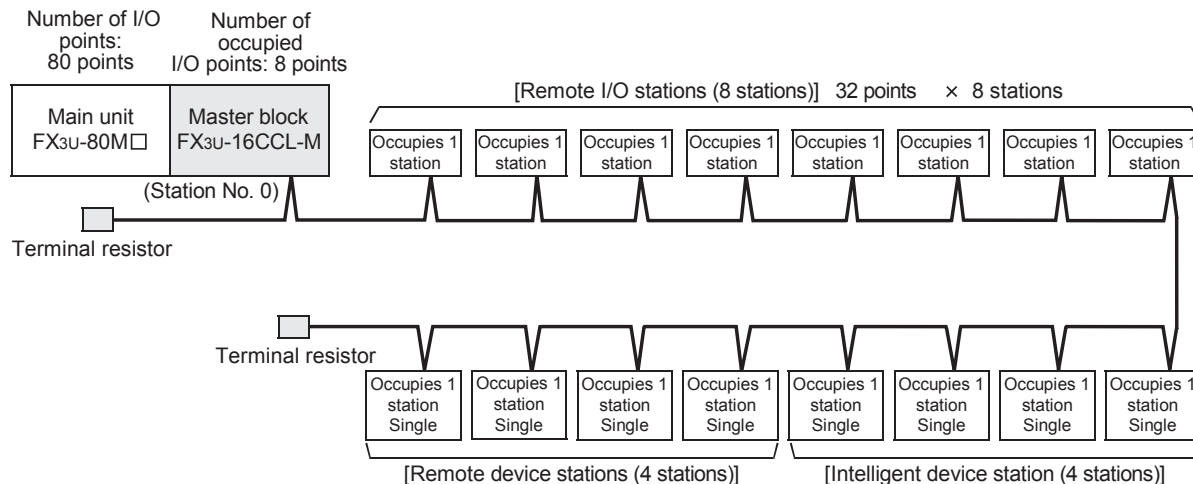 Number of I/O
points:
80 points
Number of
occupied
I/O points: 8 points
Main unit
FX3U-80M□
Master block
FX3U-16CCL-M
(Station No. 0)
Terminal resistor
[Remote I/O stations (8 stations)] 32 points × 8 stations
Occupies 1
station
Occupies 1
station
Occupies 1
station
Occupies 1
station
Occupies 1
station
Occupies 1
station
Occupies 1
station
Occupies 1
station
Terminal resistor
Occupies 1
station
Single
Occupies 1
station
Single
Occupies 1
station
Single
Occupies 1
station
Single
Occupies 1
station
Single
Occupies 1
station
Single
Occupies 1
station
Single
Occupies 1
station
Single
[Remote device stations (4 stations)]
[Intelligent device station (4 stations)]